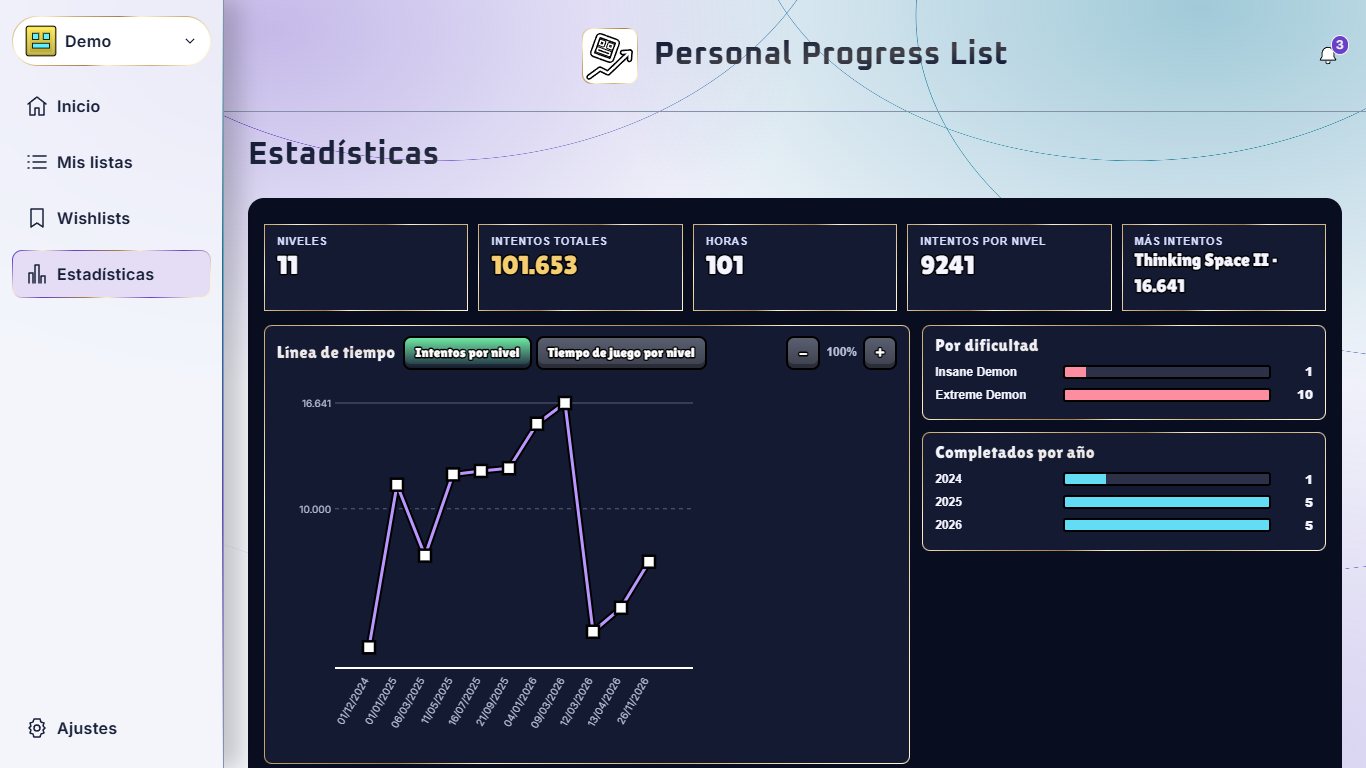 Demo
Personal Progress List
3
Inicio
Mis listas
Wishlists
Estadísticas
Ajustes
Estadísticas
NIVELES
11
INTENTOS TOTALES
101.653
HORAS
101
INTENTOS POR NIVEL
9241
MÁS INTENTOS
Thinking Space II ·
16.641
Línea de tiempo
Intentos por nivel
Tiempo de juego por nivel
–
100%
+
16.641
10.000
01/12/2024
01/01/2025
06/03/2025
11/05/2025
16/07/2025
21/09/2025
04/01/2026
09/03/2026
12/03/2026
13/04/2026
26/11/2026
Por dificultad
Insane Demon 1
Extreme Demon 10
Completados por año
2024 1
2025 5
2026 5